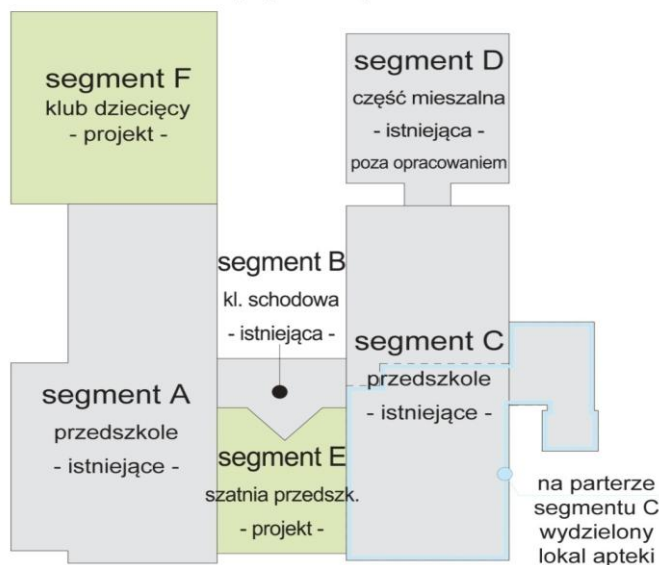 segment F
klub dziecięcy
- projekt -
segment D
część mieszalna
- istniejąca -
poza opracowaniem
segment B
kl. schodowa
- istniejąca -
segment C
przedszkole
- istniejące -
segment A
przedszkole
- istniejące -
segment E
szatnia przedszk.
- projekt -
na parterze
segmentu C
wydzielony
lokal apteki